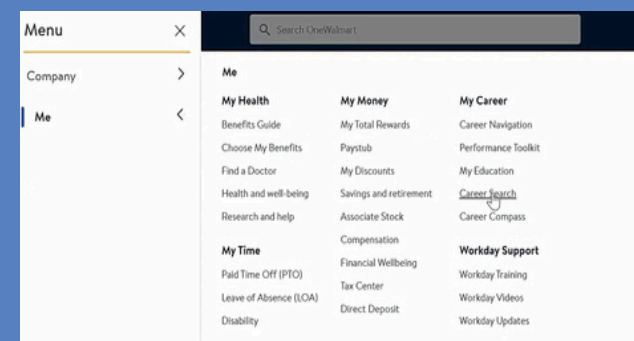 Menu
Search OneWalmart
Company
Me
Me
My Health
Benefits Guide
Choose My Benefits
Find a Doctor
Health and well-being
Research and help
My Time
Paid Time Off (PTO)
Leave of Absence (LOA)
Disability
My Money
My Total Rewards
Paystub
My Discounts
Savings and retirement
Associate Stock
Compensation
Financial Wellbeing
Tax Center
Direct Deposit
My Career
Career Navigation
Performance Toolkit
My Education
Career Search
Career Compass
Workday Support
Workday Training
Workday Videos
Workday Updates